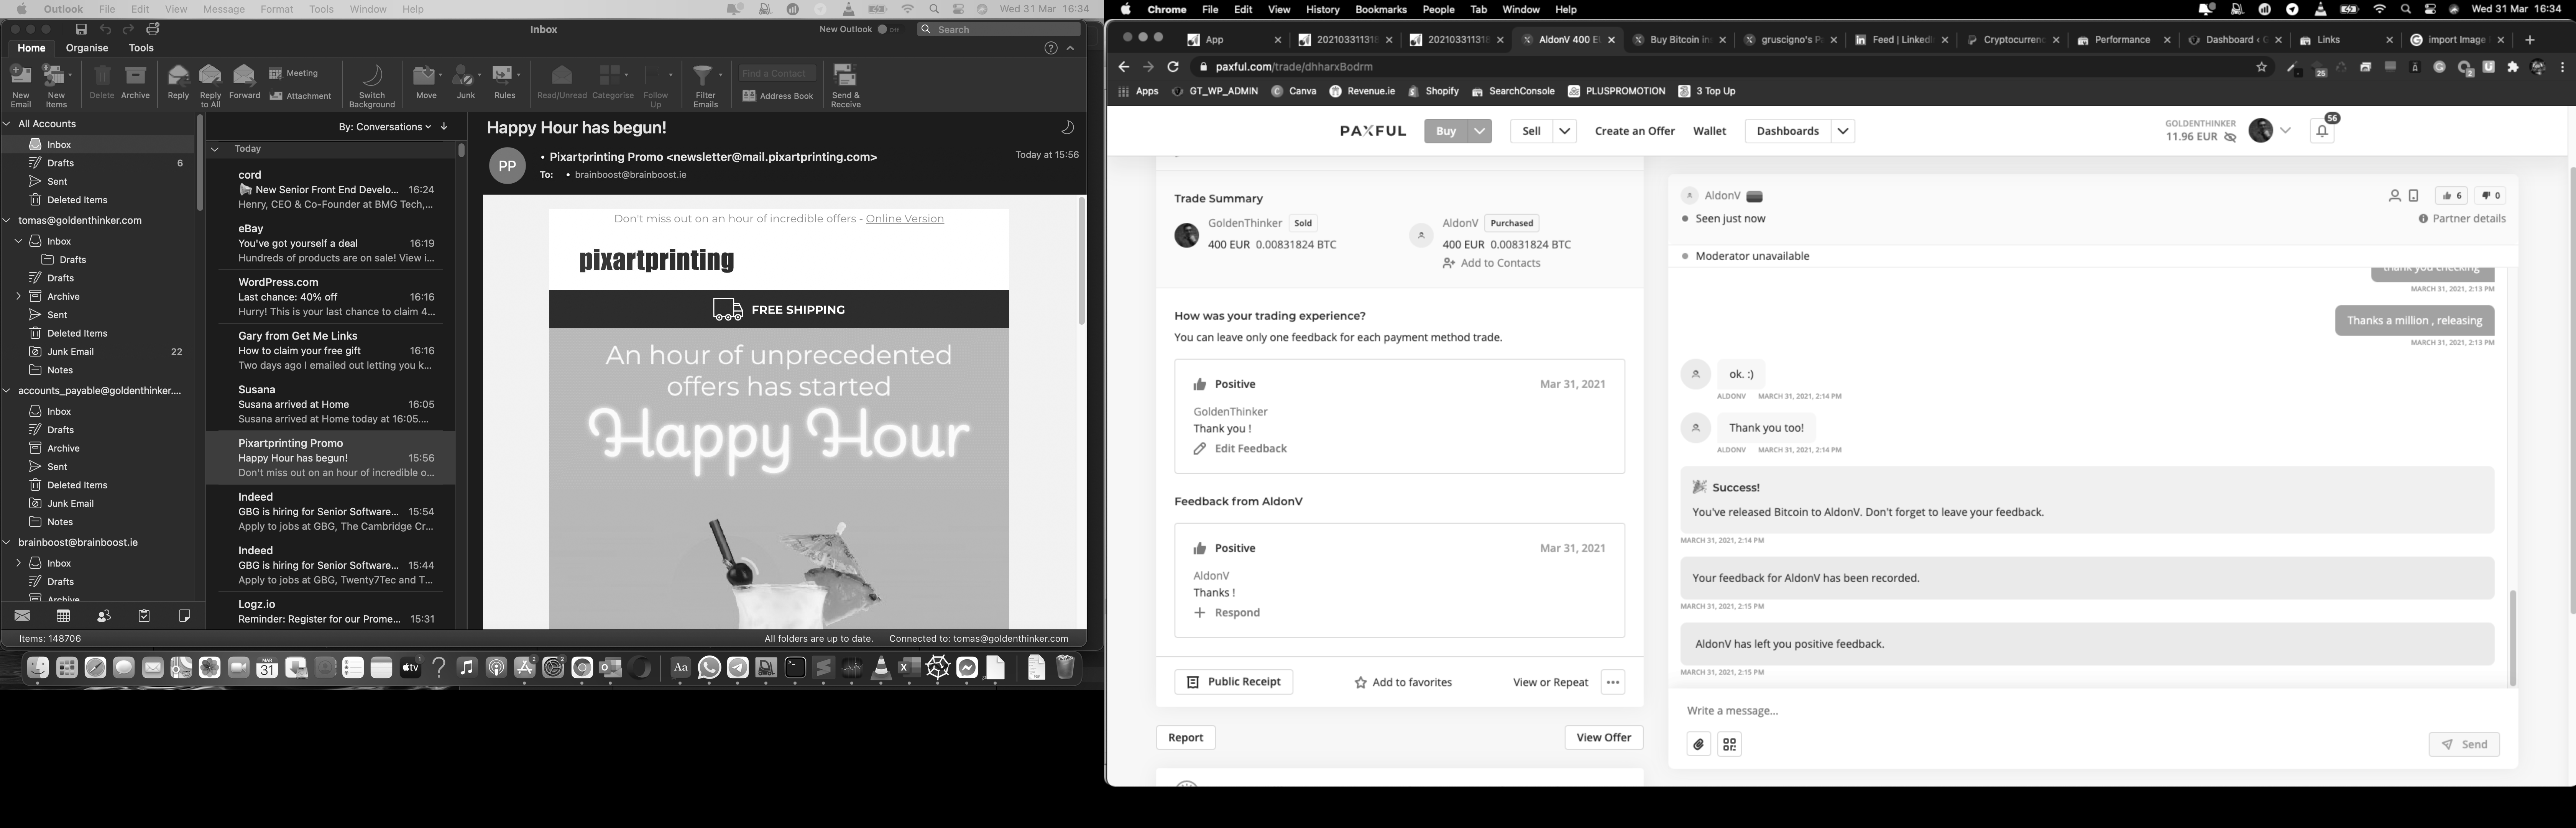 Outlook File Edit View Message Format Tools Window Help
Wed 31 Mar 16:34
Inbox
New Outlook Off
Search
Home Organise Tools
New Email
New Items
Delete
Archive
Reply
Reply to All
Forward
Meeting
Attachment
Switch Background
Move
Junk
Rules
Read/Unread
Categorise
Follow Up
Filter Emails
Find a Contact
Address Book
Send & Receive
All Accounts
Inbox
Drafts 6
Sent
Deleted Items
tomas@goldenthinker.com
Inbox
Drafts
Drafts
Archive
Sent
Deleted Items
Junk Email 22
Notes
accounts_payable@goldenthinker....
Inbox
Drafts
Archive
Sent
Deleted Items
Junk Email
Notes
brainboost@brainboost.ie
Inbox
Drafts
Archive
Items: 148706
By: Conversations
Today
cord
New Senior Front End Develo... 16:24
Henry, CEO & Co-Founder at BMG Tech,...
eBay
You've got yourself a deal 16:19
Hundreds of products are on sale! View i...
WordPress.com
Last chance: 40% off 16:16
Hurry! This is your last chance to claim 4...
Gary from Get Me Links
How to claim your free gift 16:16
Two days ago I emailed out letting you k...
Susana
Susana arrived at Home 16:05
Susana arrived at Home today at 16:05....
Pixartprinting Promo
Happy Hour has begun! 15:56
Don't miss out on an hour of incredible o...
Indeed
GBG is hiring for Senior Software... 15:54
Apply to jobs at GBG, The Cambridge Cr...
Indeed
GBG is hiring for Senior Software... 15:44
Apply to jobs at GBG, Twenty7Tec and T...
Logz.io
Reminder: Register for our Prome... 15:31
Happy Hour has begun!
PP
Pixartprinting Promo <newsletter@mail.pixartprinting.com>
Today at 15:56
To: brainboost@brainboost.ie
Don't miss out on an hour of incredible offers - Online Version
pixartprinting
FREE SHIPPING
An hour of unprecedented
offers has started
Happy Hour
All folders are up to date. Connected to: tomas@goldenthinker.com
MAR
31
tv
Aa
Chrome File Edit View History Bookmarks People Tab Window Help
Wed 31 Mar 16:34
App
20210331131
20210331131
AldonV 400 E
Buy Bitcoin in
gruscigno's P
Feed | LinkedI
Cryptocurren
Performance
Dashboard ‹ G
Links
import Image
paxful.com/trade/dhharxBodrm
25
2
Apps GT_WP_ADMIN Canva Revenue.ie Shopify SearchConsole PLUSPROMOTION 3 Top Up
PAXFUL
Buy
Sell
Create an Offer
Wallet
Dashboards
GOLDENTHINKER
11.96 EUR
56
Trade Summary
GoldenThinker Sold
400 EUR 0.00831824 BTC
AldonV Purchased
400 EUR 0.00831824 BTC
Add to Contacts
How was your trading experience?
You can leave only one feedback for each payment method trade.
Positive Mar 31, 2021
GoldenThinker
Thank you !
Edit Feedback
Feedback from AldonV
Positive Mar 31, 2021
AldonV
Thanks !
Respond
Public Receipt
Add to favorites
View or Repeat
Report
View Offer
AldonV
6
0
Seen just now
Partner details
Moderator unavailable
thank you checking
MARCH 31, 2021, 2:13 PM
Thanks a million , releasing
MARCH 31, 2021, 2:13 PM
ok. :)
ALDONV MARCH 31, 2021, 2:14 PM
Thank you too!
ALDONV MARCH 31, 2021, 2:14 PM
Success!
You've released Bitcoin to AldonV. Don't forget to leave your feedback.
MARCH 31, 2021, 2:14 PM
Your feedback for AldonV has been recorded.
MARCH 31, 2021, 2:15 PM
AldonV has left you positive feedback.
MARCH 31, 2021, 2:15 PM
Write a message...
Send